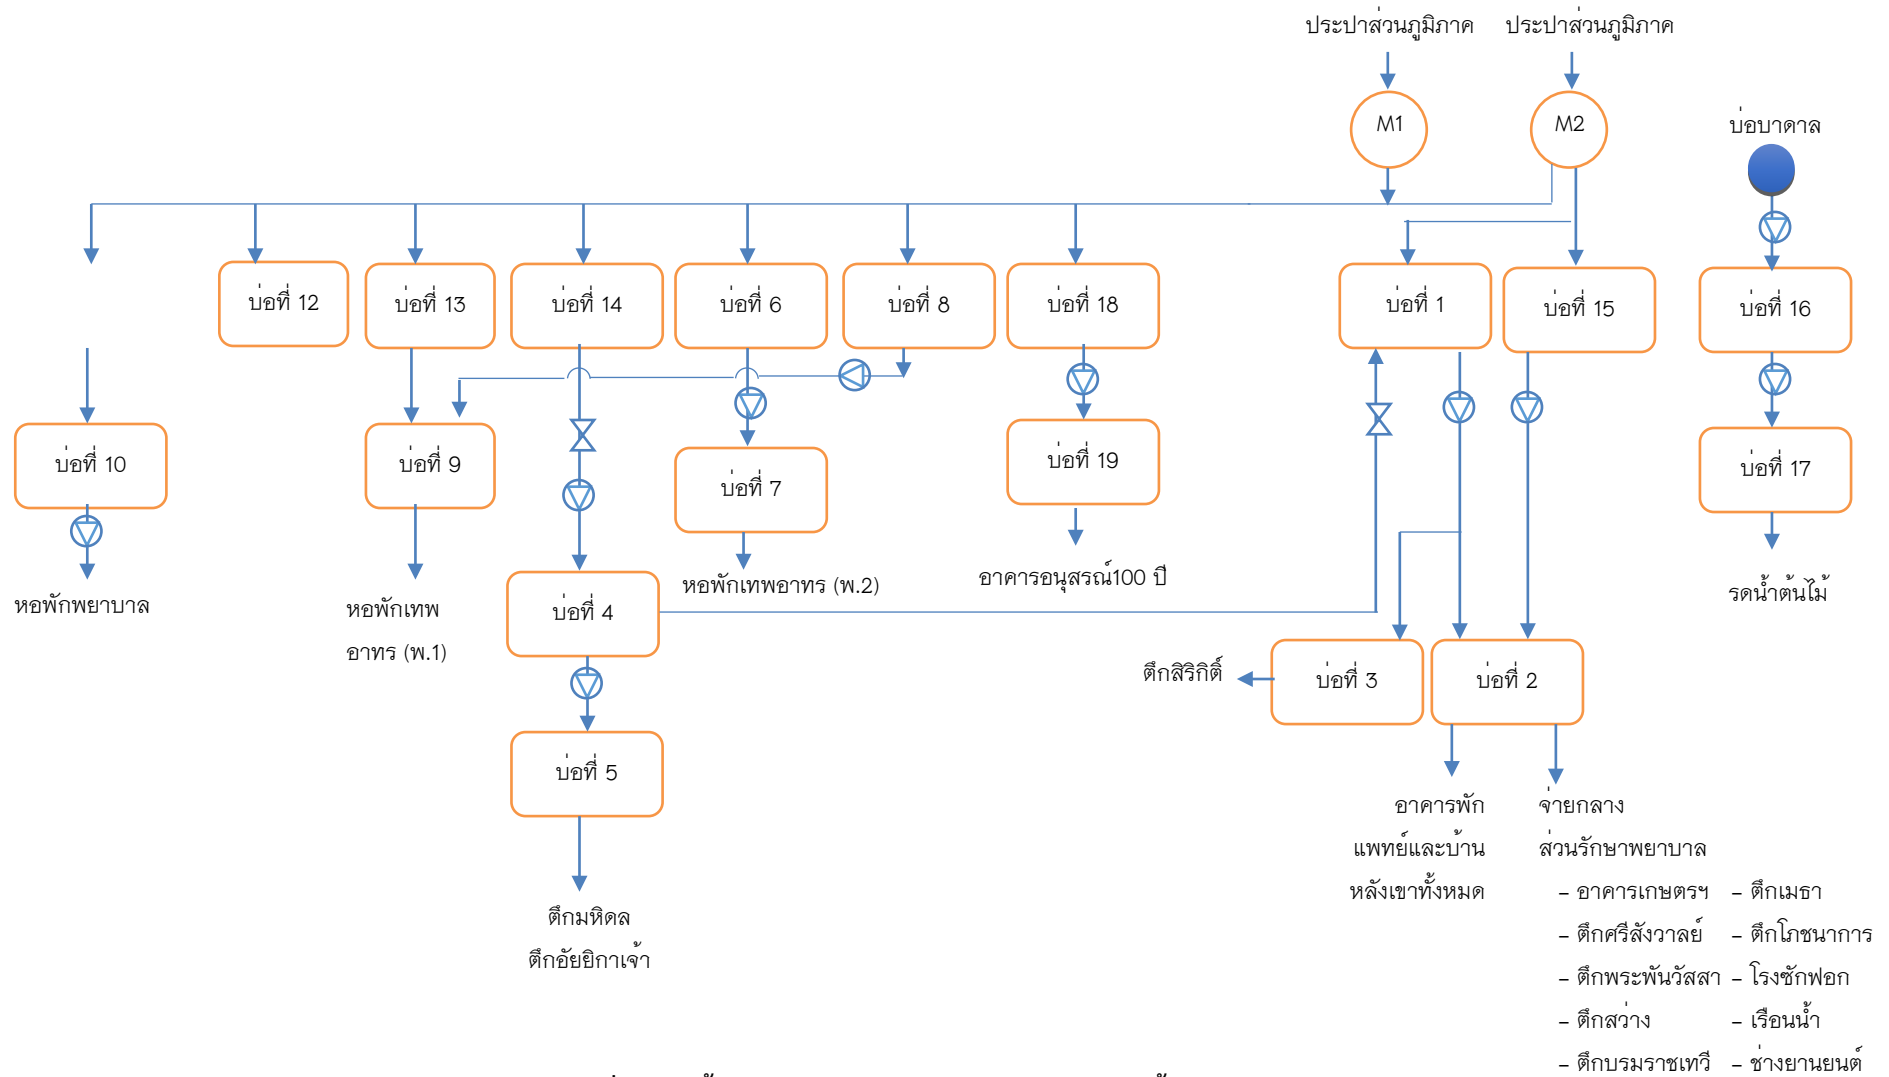 ประปาส่วนภูมิภาค ประปาส่วนภูมิภาค
M1 M2
บ่อบาดาล
บ่อที่ 12 บ่อที่ 13 บ่อที่ 14 บ่อที่ 6 บ่อที่ 8 บ่อที่ 18 บ่อที่ 1 บ่อที่ 15 บ่อที่ 16
บ่อที่ 10 บ่อที่ 9 บ่อที่ 7 บ่อที่ 19 บ่อที่ 17
หอพักพยาบาล
หอพักเทพ
อาทร (พ.1)
บ่อที่ 4
หอพักเทพอาทร (พ.2)
อาคารอนุสรณ์100 ปี
รดน้ำต้นไม้
ตึกสิริกิติ์
บ่อที่ 3 บ่อที่ 2
บ่อที่ 5
ตึกมหิดล
ตึกอัยยิกาเจ้า
อาคารพัก
แพทย์และบ้าน
หลังเขาทั้งหมด
จ่ายกลาง
ส่วนรักษาพยาบาล
– อาคารเกษตรฯ – ตึกเมธา
– ตึกศรีสังวาลย์ – ตึกโภชนาการ
– ตึกพระพันวัสสา – โรงซักฟอก
– ตึกสว่าง – เรือนน้ำ
– ตึกบรมราชเทวี – ช่างยานยนต์